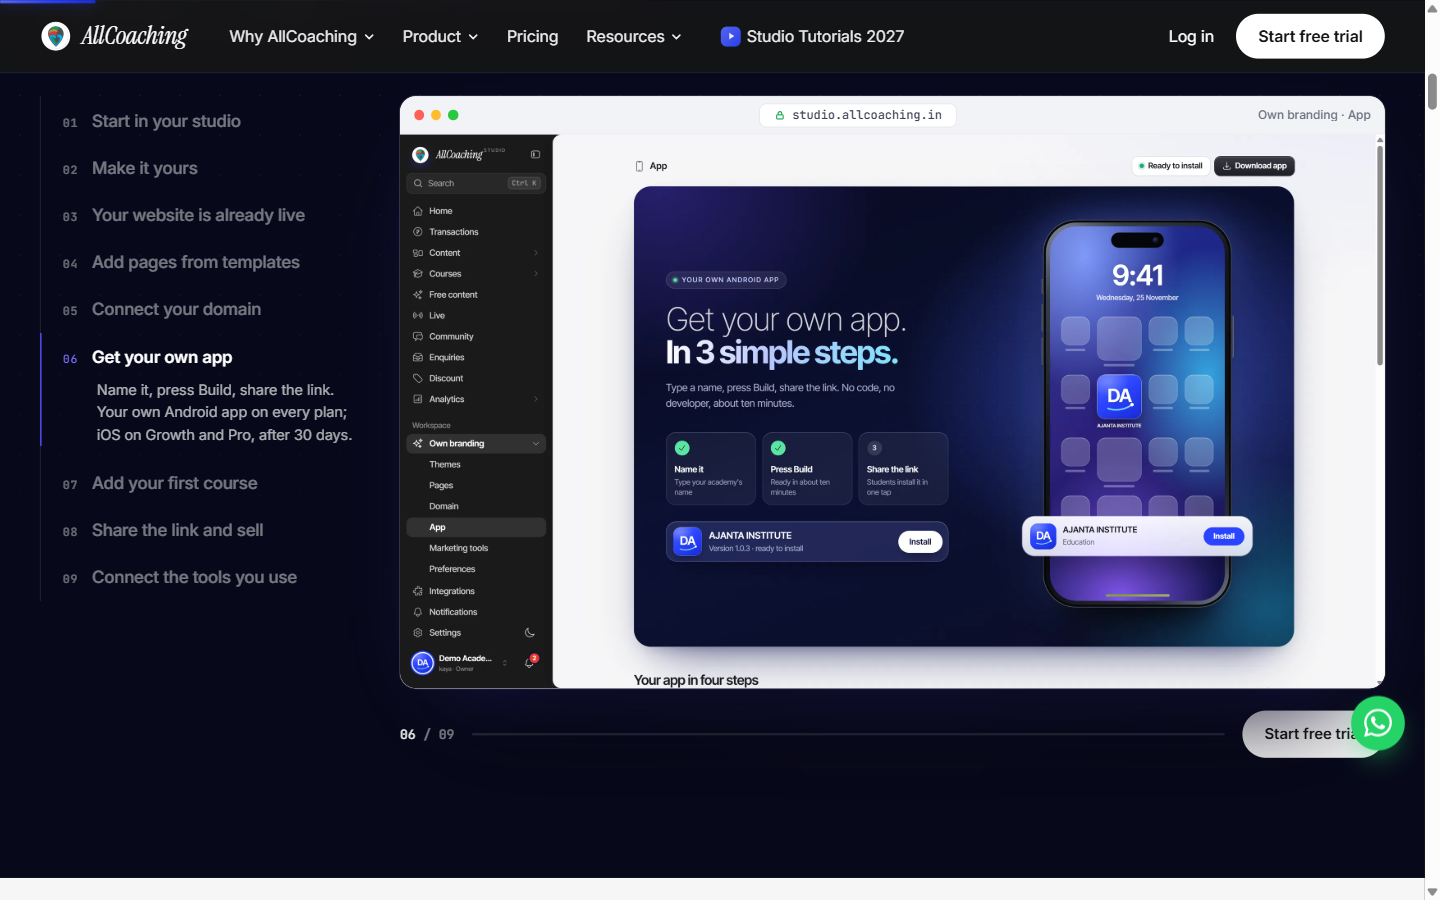 AllCoaching
Why AllCoaching
Product
Pricing
Resources
Studio Tutorials 2027
Log in
Start free trial
01 Start in your studio
02 Make it yours
03 Your website is already live
04 Add pages from templates
05 Connect your domain
06 Get your own app
Name it, press Build, share the link.
Your own Android app on every plan;
iOS on Growth and Pro, after 30 days.
07 Add your first course
08 Share the link and sell
09 Connect the tools you use
studio.allcoaching.in
Own branding · App
AllCoaching STUDIO
Search Ctrl K
Home
Transactions
Content
Courses
Free content
Live
Community
Enquiries
Discount
Analytics
Workspace
Own branding
Themes
Pages
Domain
App
Marketing tools
Preferences
Integrations
Notifications
Settings
DA
Demo Acade...
kaya · Owner
2
App
Ready to install
Download app
YOUR OWN ANDROID APP
Get your own app.
In 3 simple steps.
Type a name, press Build, share the link. No code, no
developer, about ten minutes.
Name it
Type your academy's
name
Press Build
Ready in about ten
minutes
3
Share the link
Students install it in
one tap
DA
AJANTA INSTITUTE
Version 1.0.3 · ready to install
Install
9:41
Wednesday, 25 November
DA
AJANTA INSTITUTE
DA
AJANTA INSTITUTE
Education
Install
Your app in four steps
06 / 09
Start free tria